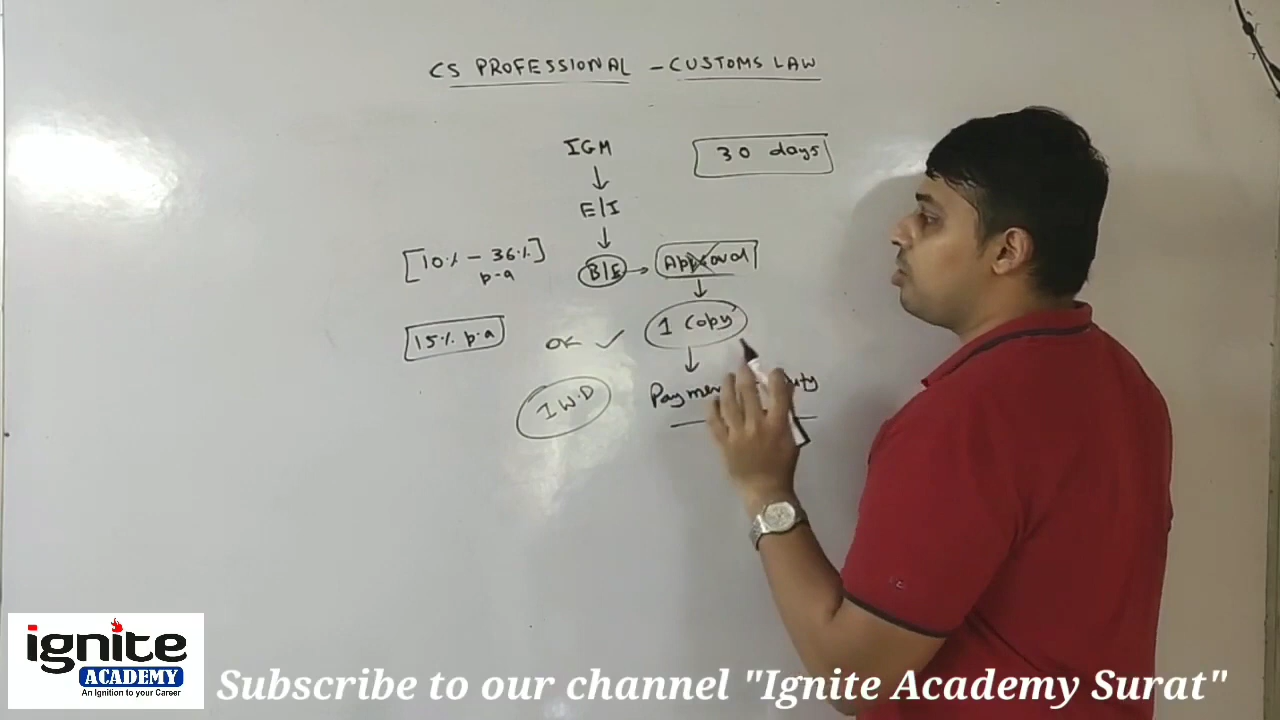 CS PROFESSIONAL - CUSTOMS LAW
IGM
30 days
E/I
[10% - 36%]
p.a
B/E
Approval
15% p.a
OK ✓
1 Copy
I W.D
ignite
ACADEMY
An Ignition to your Career
Subscribe to our channel "Ignite Academy Surat"